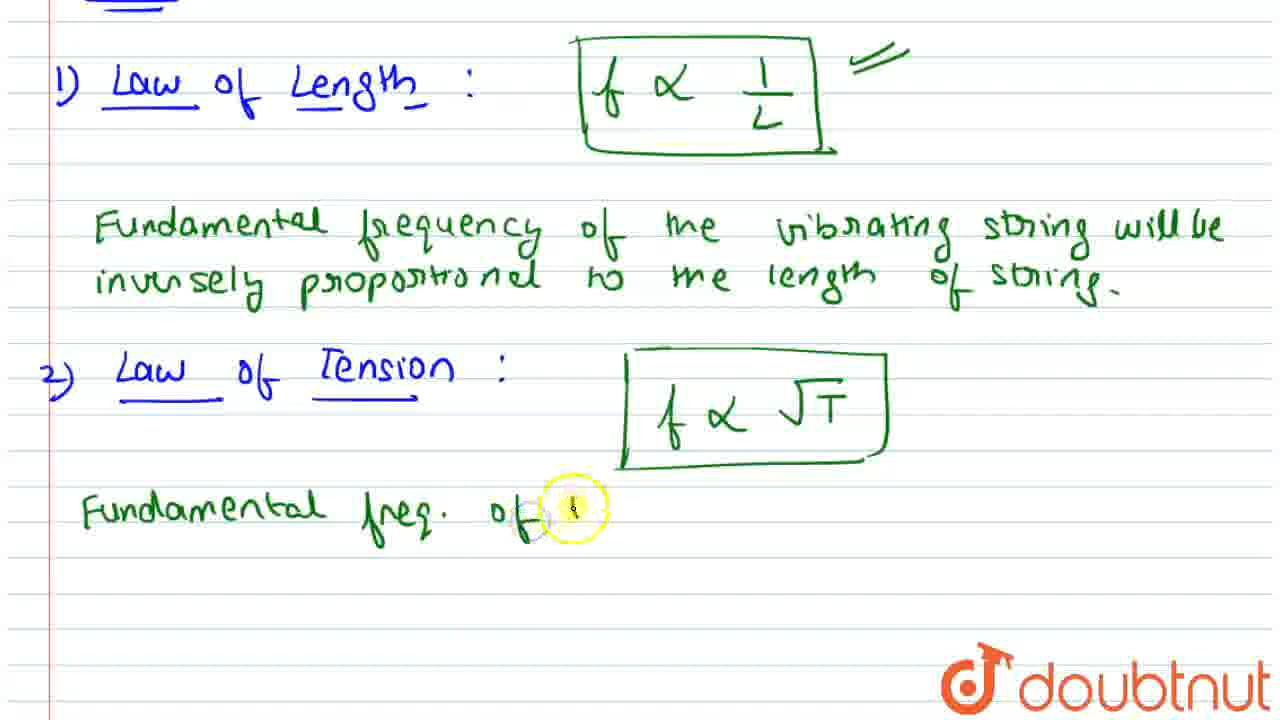 1) Law of Length : f ∝ 1/L
Fundamental frequency of the vibrating string will be
inversely proportional to the length of string.
2) Law of Tension : f ∝ √T
Fundamental freq. of
doubtnut